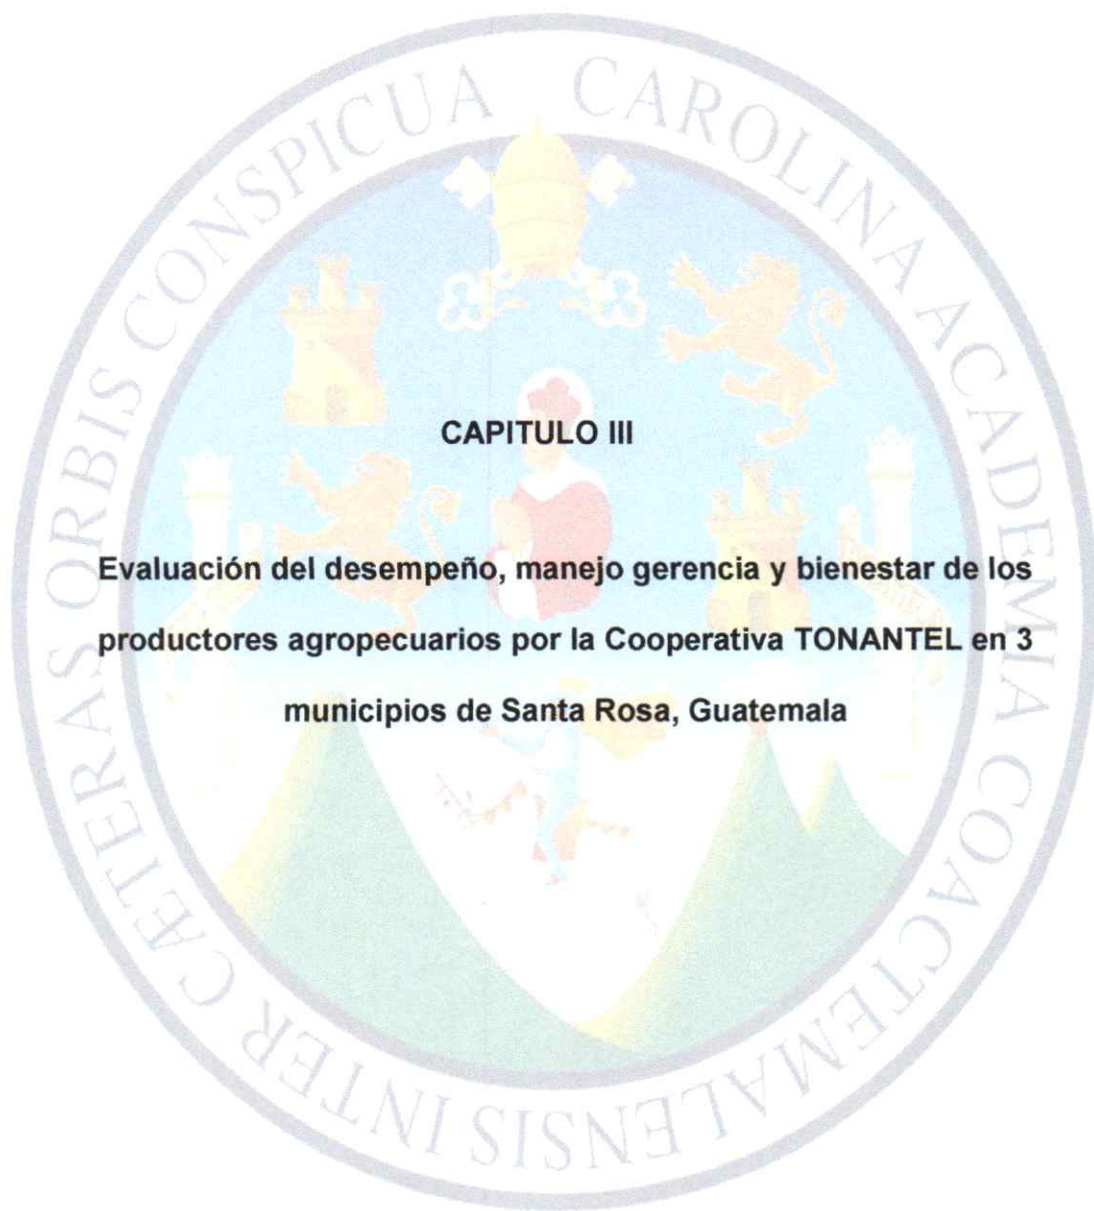 CAPITULO III
Evaluación del desempeño, manejo gerencia y bienestar de los
productores agropecuarios por la Cooperativa TONANTEL en 3
municipios de Santa Rosa, Guatemala
CAROLINA ACADEMIA COACTEMALENSIS INTER CÆTERAS ORBIS CONSPICUA